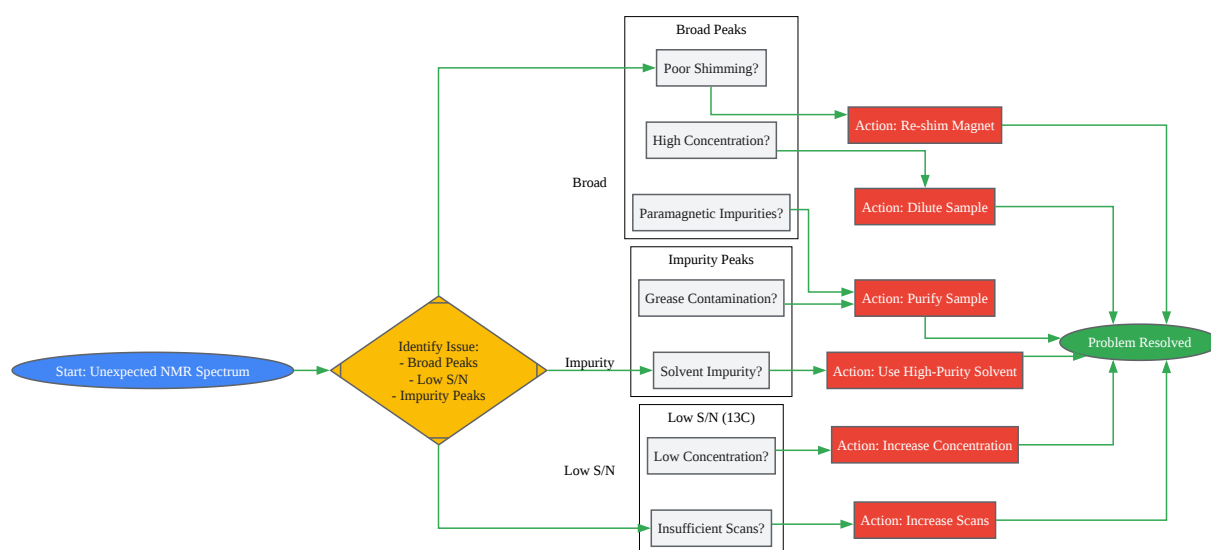 Broad Peaks
Poor Shimming?
Action: Re-shim Magnet
High Concentration?
Broad
Action: Dilute Sample
Paramagnetic Impurities?
Impurity Peaks
Grease Contamination?
Action: Purify Sample
Start: Unexpected NMR Spectrum
Identify Issue:
- Broad Peaks
- Low S/N
- Impurity Peaks
Impurity
Solvent Impurity?
Action: Use High-Purity Solvent
Problem Resolved
Low S/N (13C)
Low Concentration?
Action: Increase Concentration
Low S/N
Insufficient Scans?
Action: Increase Scans